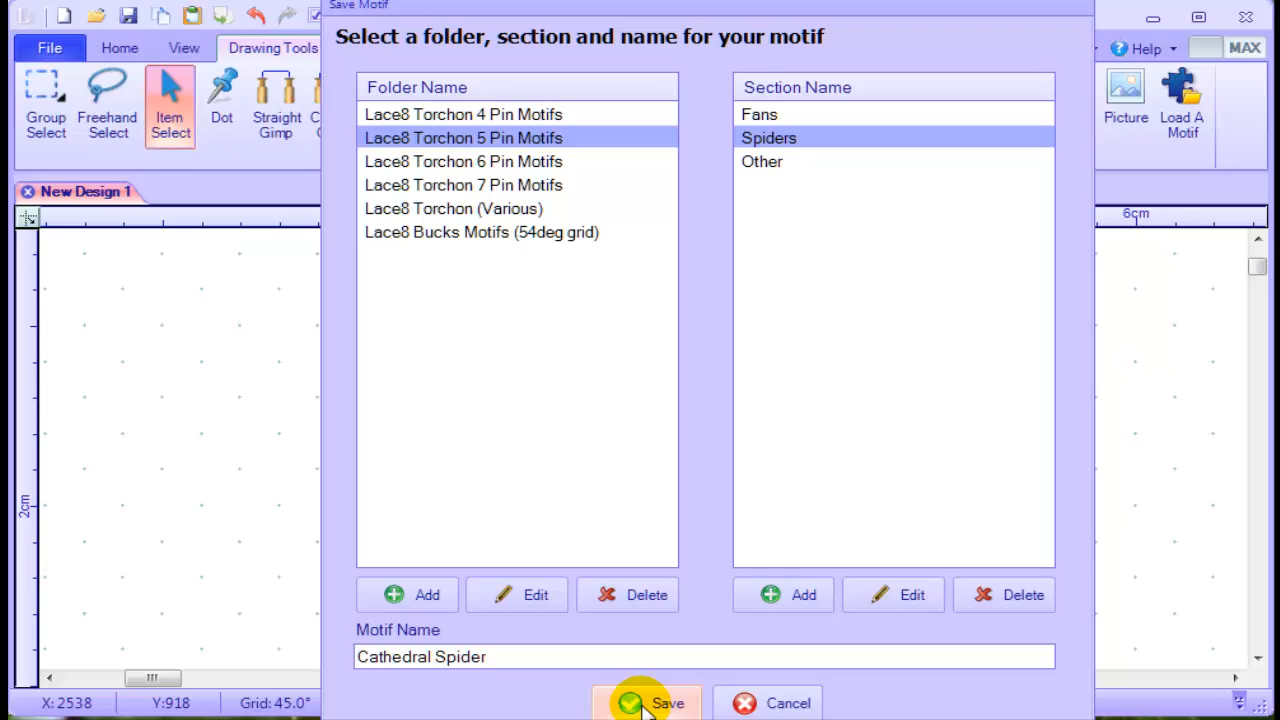 Save Motif
Select a folder, section and name for your motif
File
Home
View
Drawing Tools
Help
MAX
Group Select
Freehand Select
Item Select
Dot
Straight Gimp
Picture
Load A Motif
New Design 1
6cm
2cm
Folder Name
Lace8 Torchon 4 Pin Motifs
Lace8 Torchon 5 Pin Motifs
Lace8 Torchon 6 Pin Motifs
Lace8 Torchon 7 Pin Motifs
Lace8 Torchon (Various)
Lace8 Bucks Motifs (54deg grid)
Section Name
Fans
Spiders
Other
Add
Edit
Delete
Add
Edit
Delete
Motif Name
Cathedral Spider
Save
Cancel
X: 2538
Y:918
Grid: 45.0°